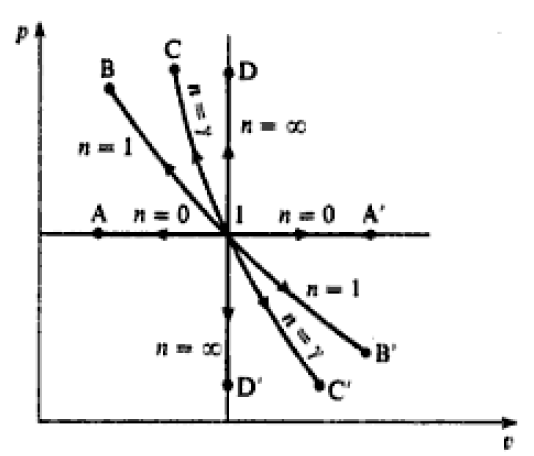 p
C
B
D
n = γ
n = ∞
n = 1
A n = 0 1 n = 0 A′
n = 1
n = γ
n = ∞
B′
D′ C′
v